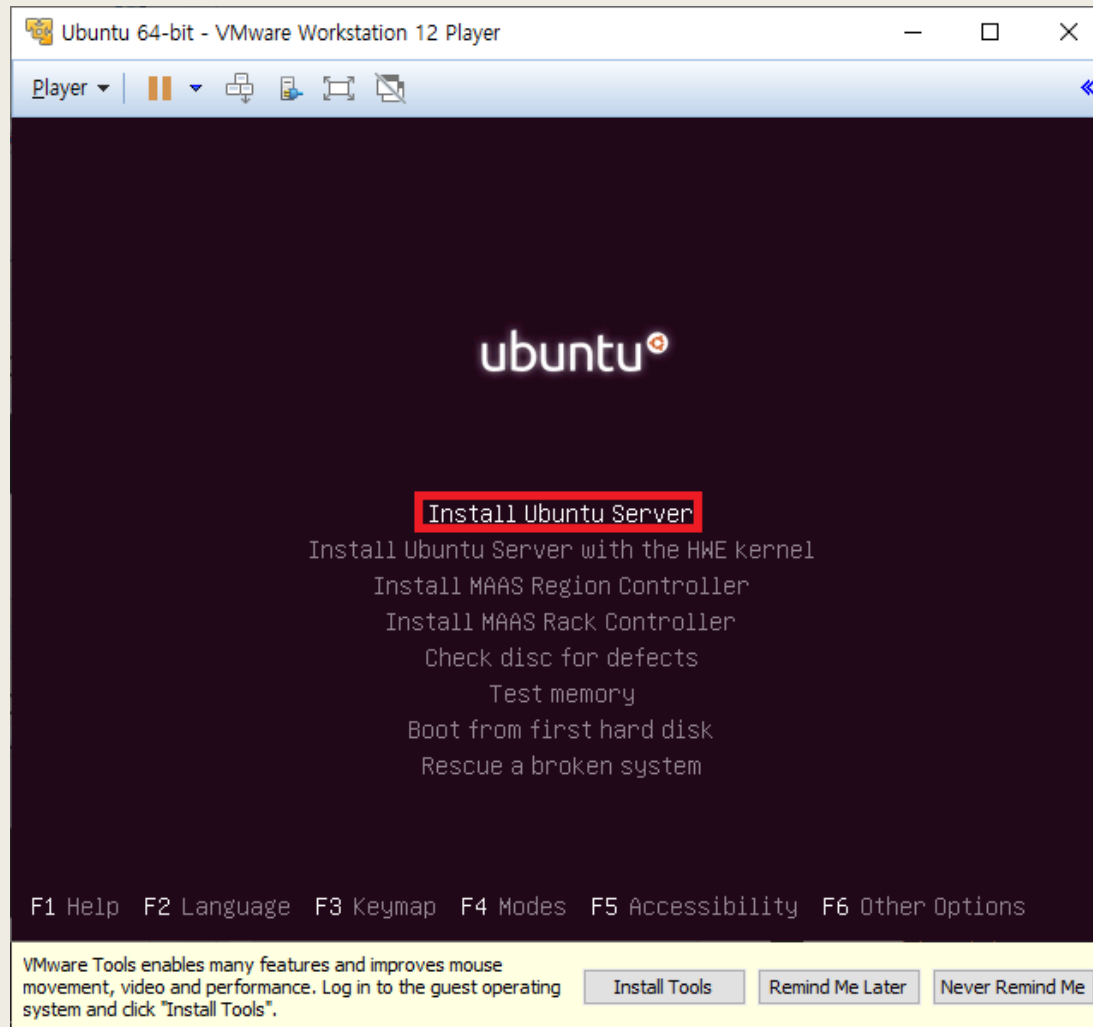 Ubuntu 64-bit - VMware Workstation 12 Player
Player
ubuntu
Install Ubuntu Server
Install Ubuntu Server with the HWE kernel
Install MAAS Region Controller
Install MAAS Rack Controller
Check disc for defects
Test memory
Boot from first hard disk
Rescue a broken system
F1 Help F2 Language F3 Keymap F4 Modes F5 Accessibility F6 Other Options
VMware Tools enables many features and improves mouse
movement, video and performance. Log in to the guest operating
system and click "Install Tools".
Install Tools Remind Me Later Never Remind Me